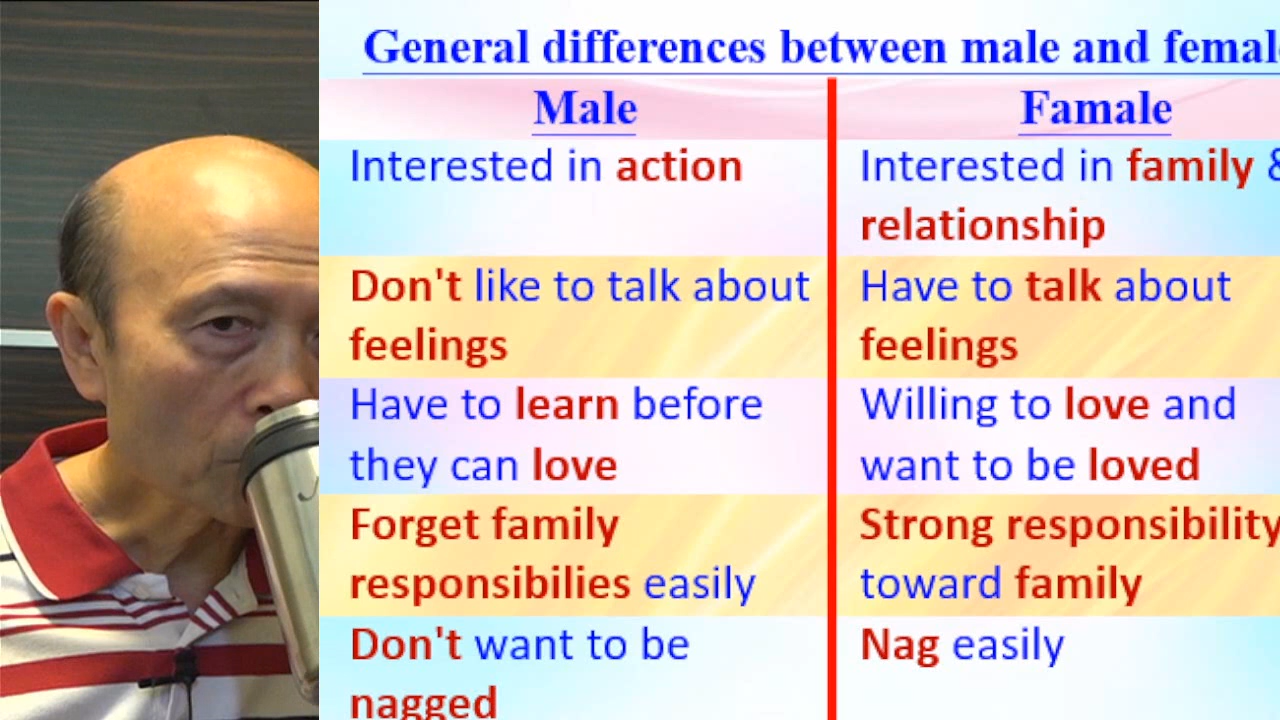 General differences between male and femal
Male
Famale
Interested in action
Interested in family &
relationship
Don't like to talk about
feelings
Have to talk about
feelings
Have to learn before
they can love
Willing to love and
want to be loved
Forget family
responsibilies easily
Strong responsibility
toward family
Don't want to be
nagged
Nag easily